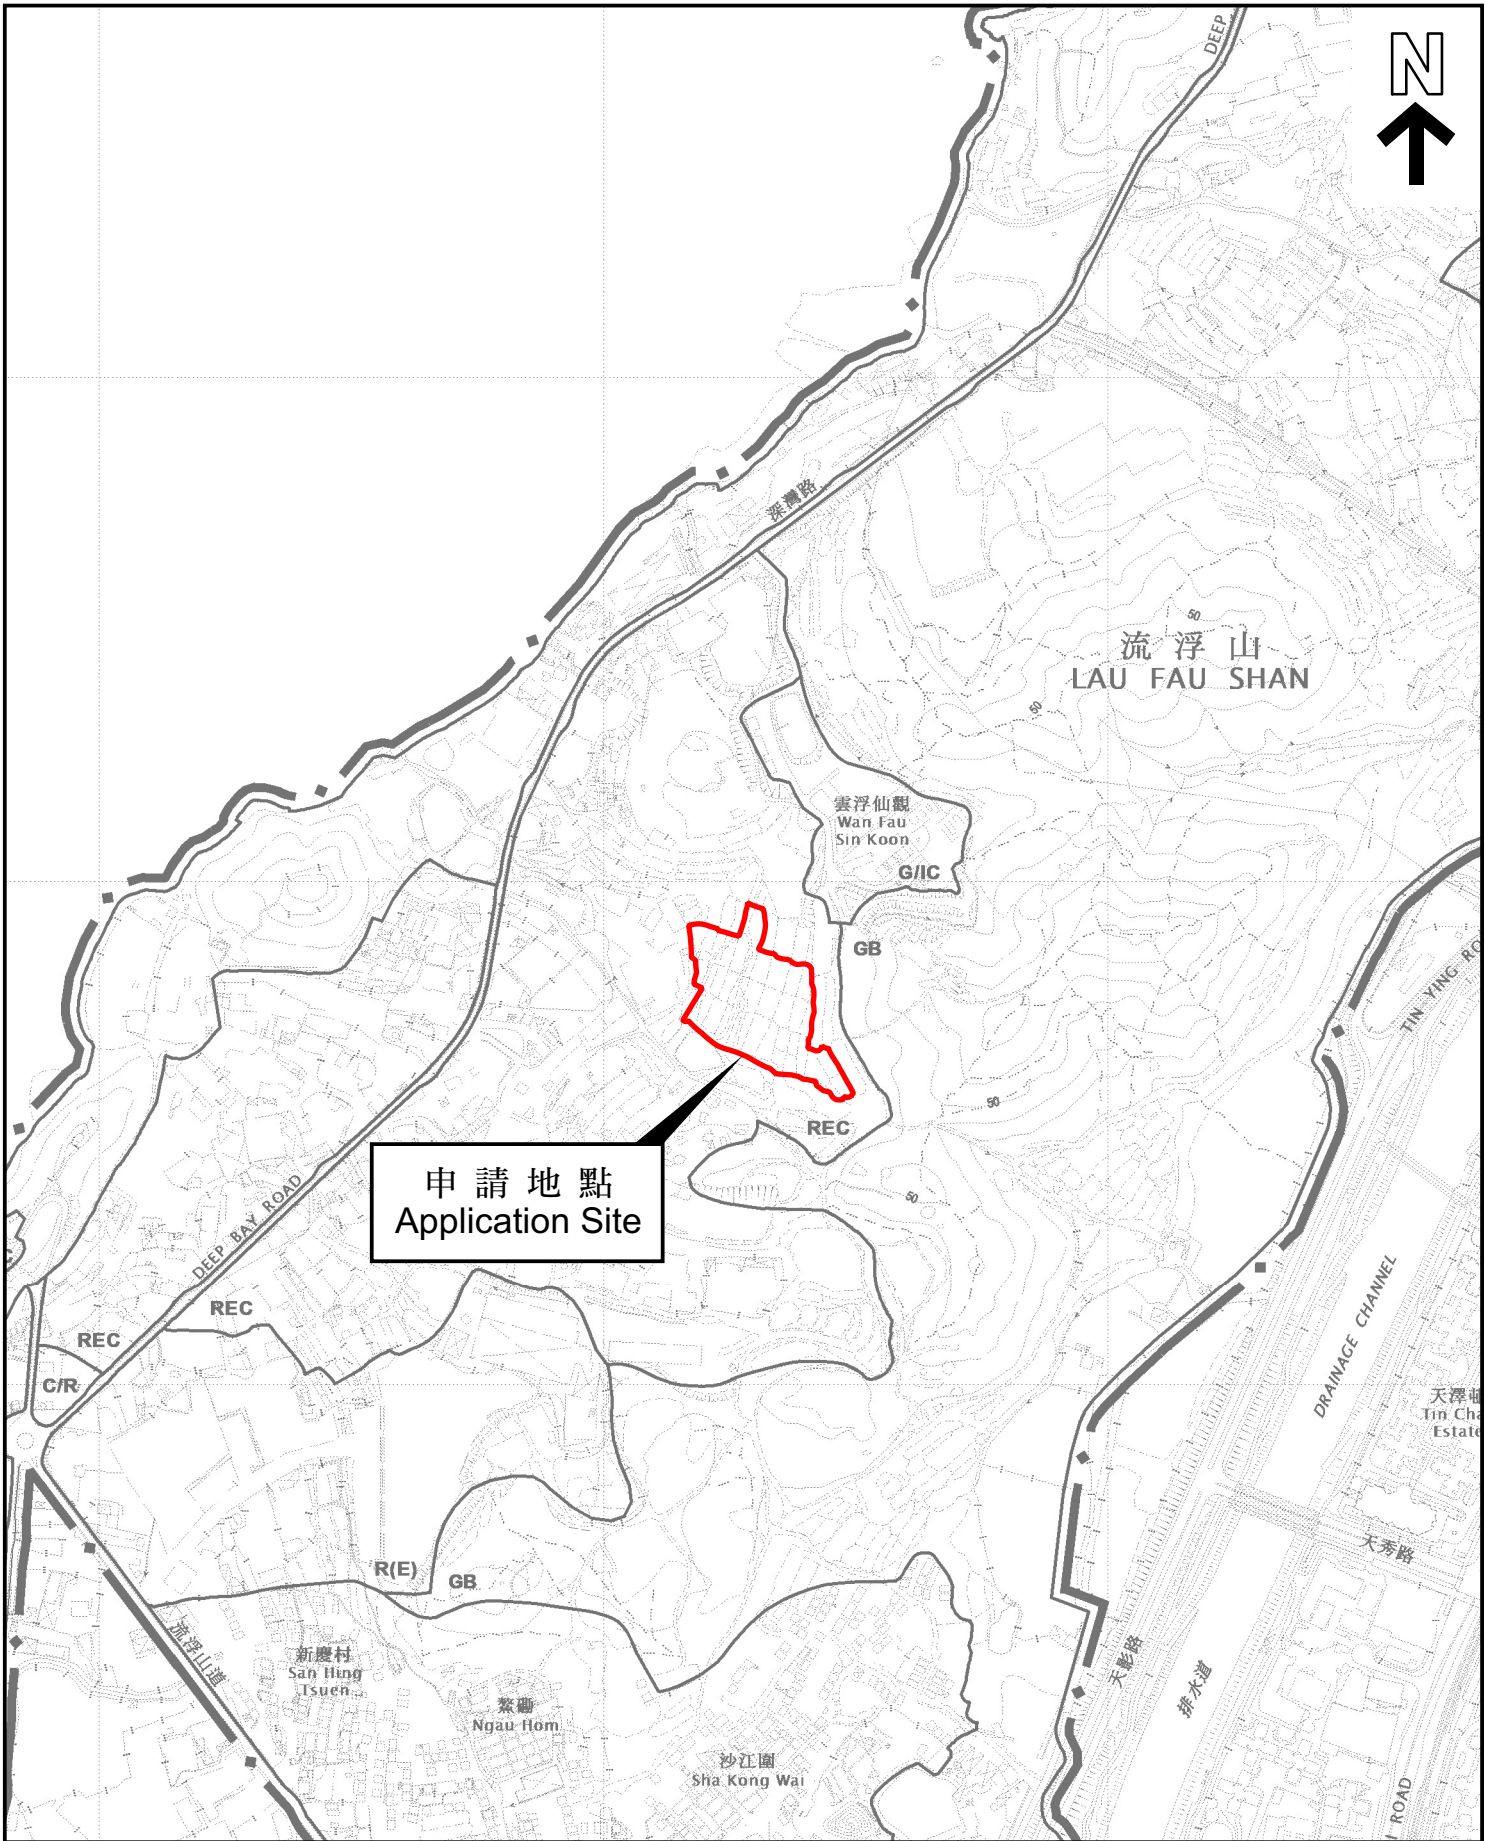 N
DEEP
深灣路
50
流浮山
LAU FAU SHAN
50
雲浮仙觀
Wan Fau
Sin Koon
G/IC
GB
TIN YING RO
50
REC
申請地點
Application Site
50
DEEP BAY ROAD
REC
REC
C/R
DRAINAGE CHANNEL
天澤
Tin Cha
Estate
天秀路
R(E)
GB
流浮山道
新慶村
San Hing
Tsuen
鰲磡
Ngau Hom
天影路
排水道
沙江圍
Sha Kong Wai
ROAD